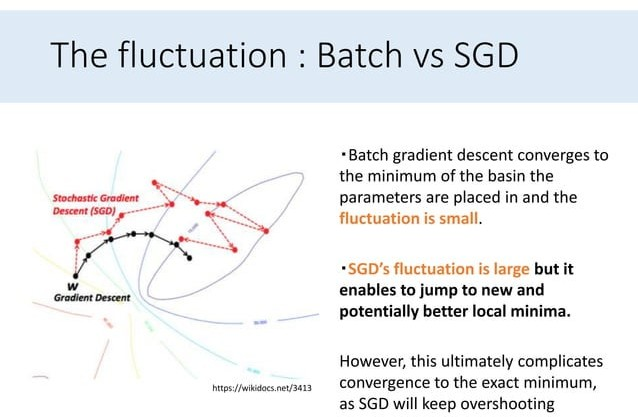 The fluctuation : Batch vs SGD
Stochastic Gradient
Descent (SGD)
W
Gradient Descent
https://wikidocs.net/3413
・Batch gradient descent converges to
the minimum of the basin the
parameters are placed in and the
fluctuation is small.
・SGD’s fluctuation is large but it
enables to jump to new and
potentially better local minima.
However, this ultimately complicates
convergence to the exact minimum,
as SGD will keep overshooting